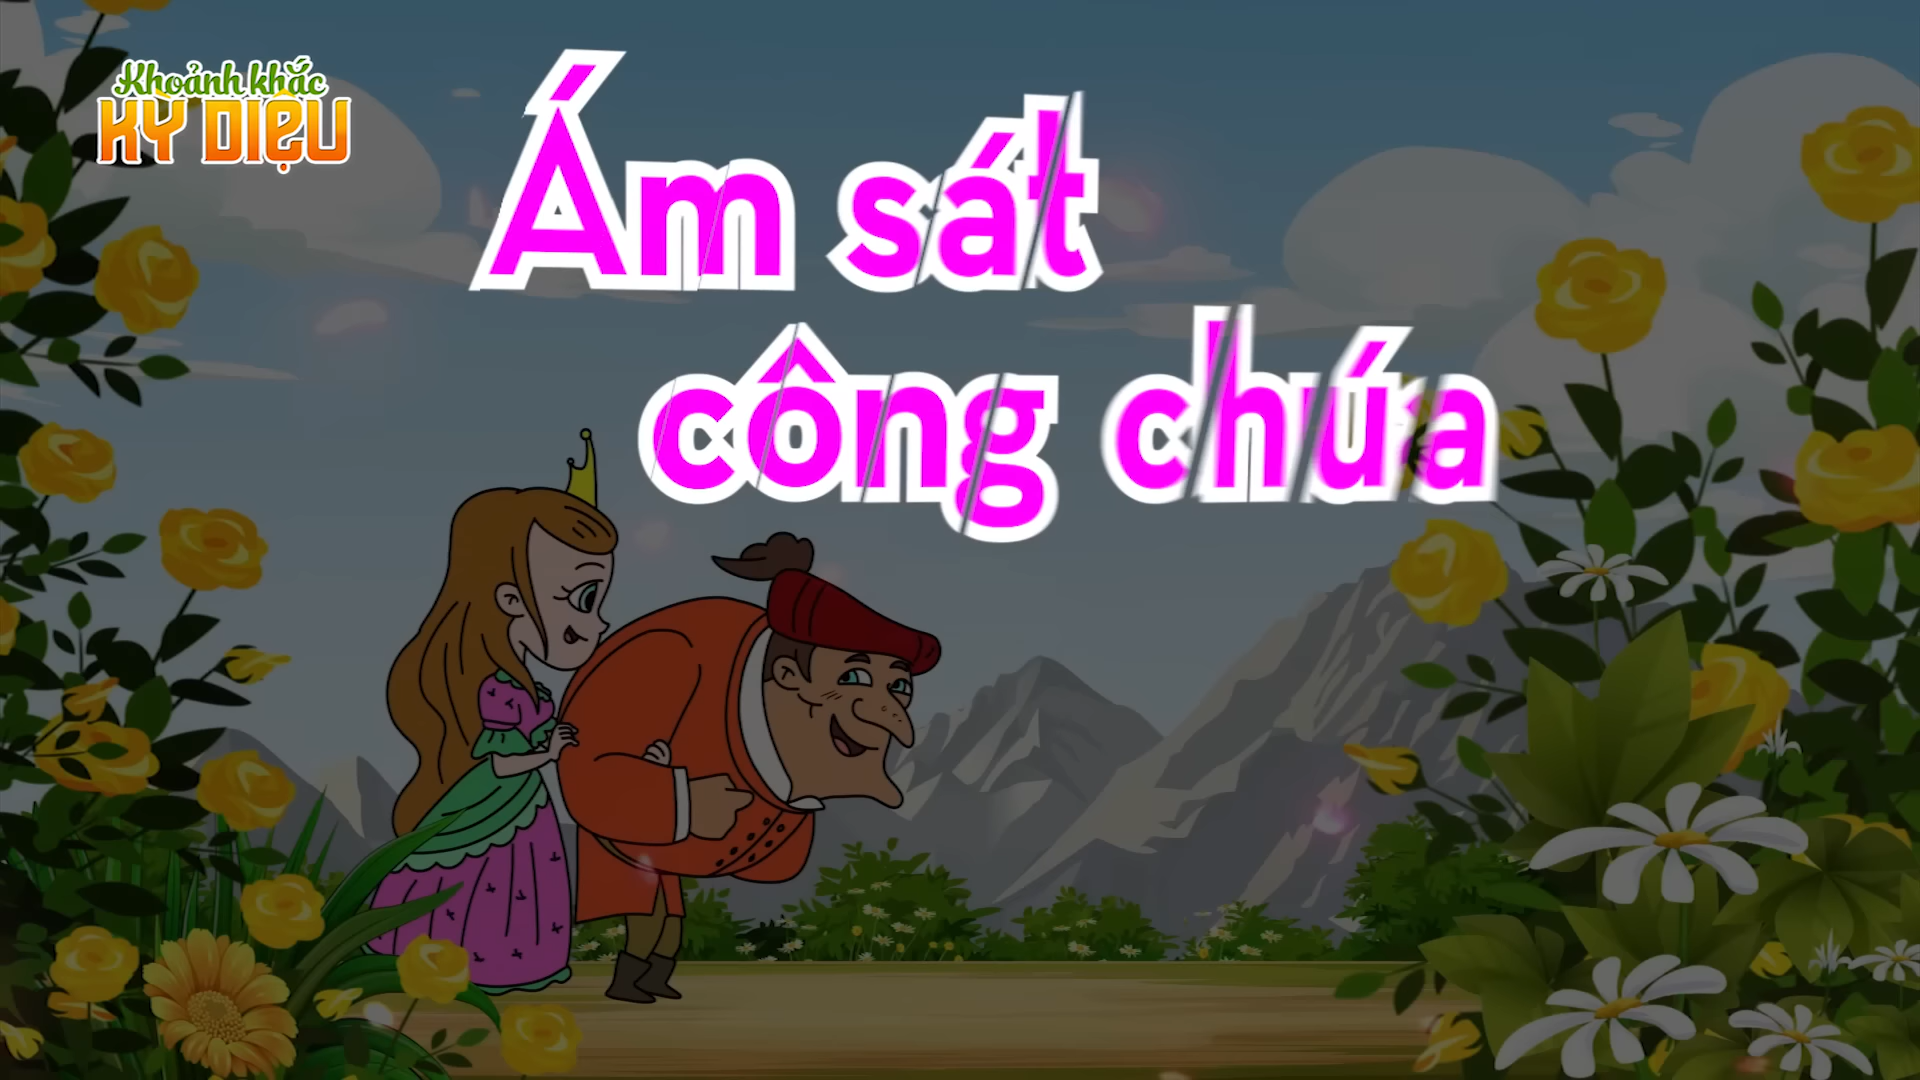 Khoảnh khắc
KỲ DIỆU
Ám sát
công chúa